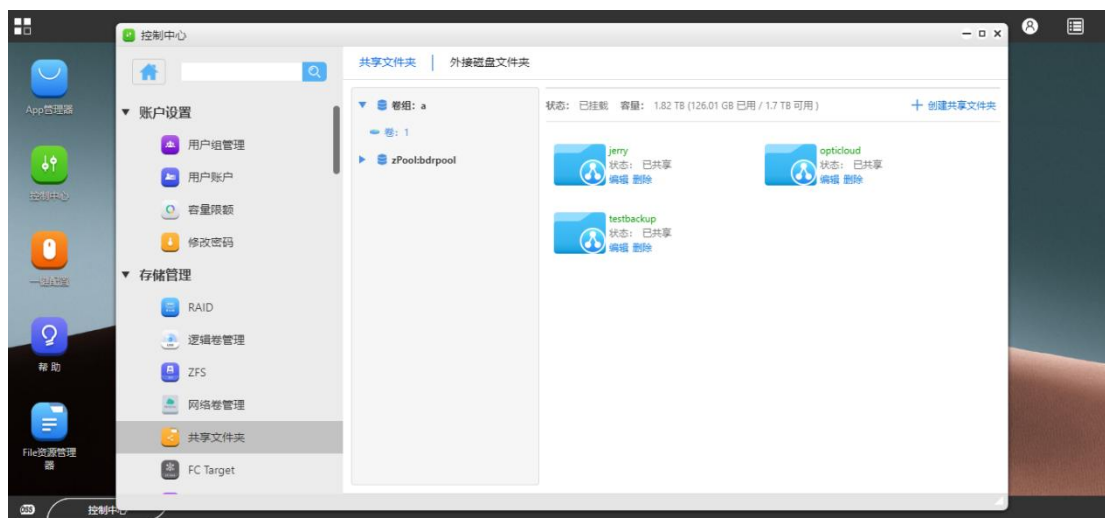 控制中心
App管理器
控制中心
一键配置
帮 助
File资源管理
器
账户设置
用户组管理
用户账户
容量限额
修改密码
存储管理
RAID
逻辑卷管理
ZFS
网络卷管理
共享文件夹
FC Target
共享文件夹 | 外接磁盘文件夹
卷组: a
卷: 1
zPool:bdrpool
状态: 已挂载 容量: 1.82 TB (126.01 GB 已用 / 1.7 TB 可用 )
创建共享文件夹
jerry
状态: 已共享
编辑 删除
opticloud
状态: 已共享
编辑 删除
testbackup
状态: 已共享
编辑 删除
控制中心